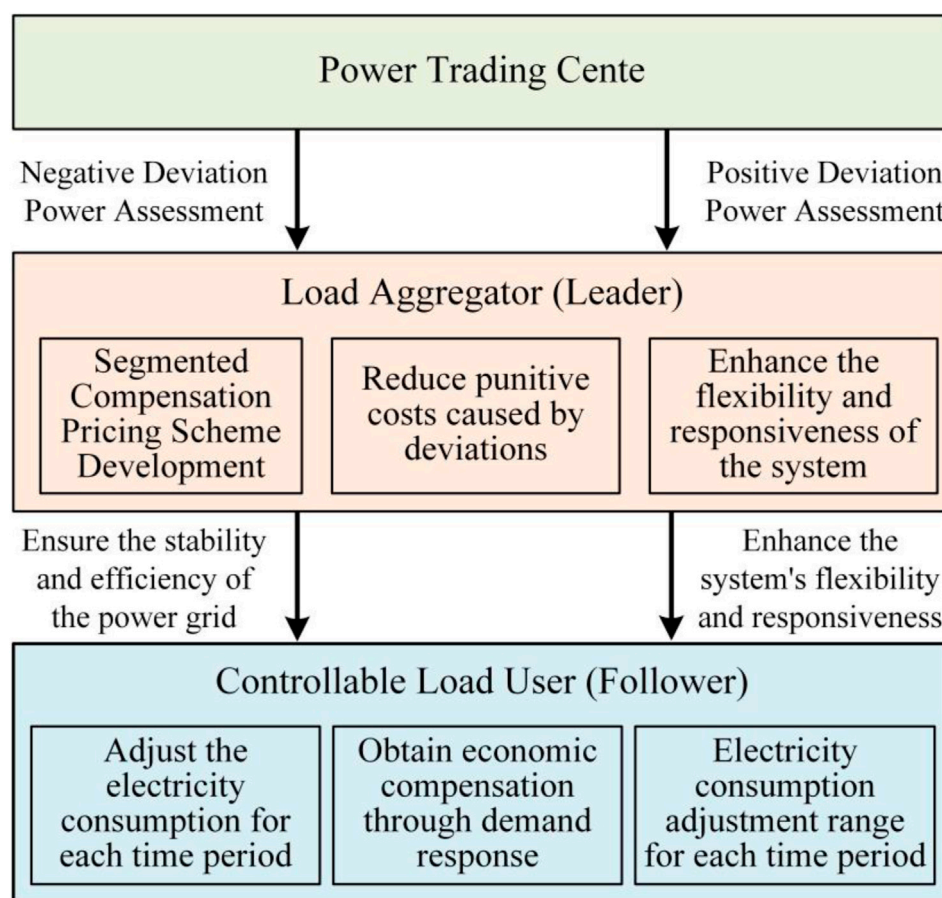 Power Trading Cente
Negative Deviation
Power Assessment
Positive Deviation
Power Assessment
Load Aggregator (Leader)
Segmented
Compensation
Pricing Scheme
Development
Reduce punitive
costs caused by
deviations
Enhance the
flexibility and
responsiveness of
the system
Ensure the stability
and efficiency of
the power grid
Enhance the
system's flexibility
and responsiveness
Controllable Load User (Follower)
Adjust the
electricity
consumption for
each time period
Obtain economic
compensation
through demand
response
Electricity
consumption
adjustment range
for each time period